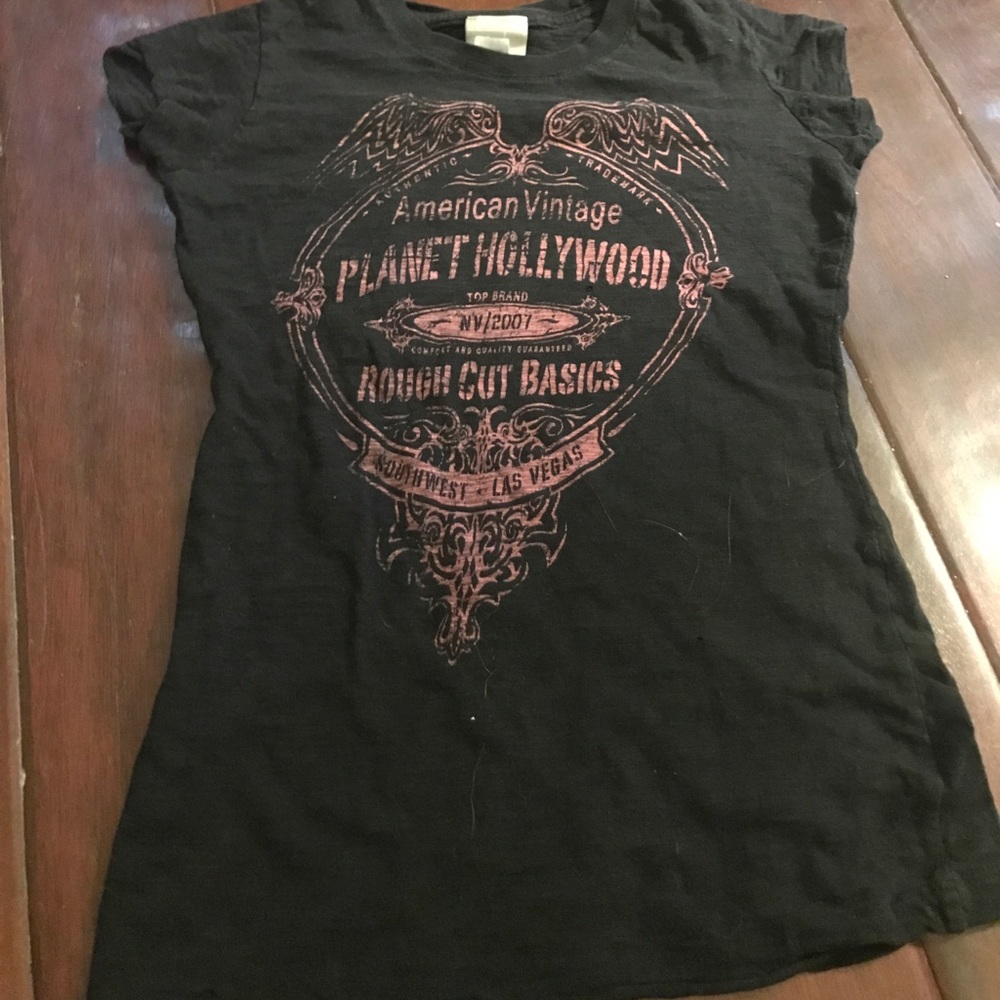 - AUTHENTIC - - TRADEMARK -
American Vintage
PLANET HOLLYWOOD
TOP BRAND
NV/2007
COMFORT AND QUALITY GUARANTEED
ROUGH CUT BASICS
SOUTHWEST • LAS VEGAS